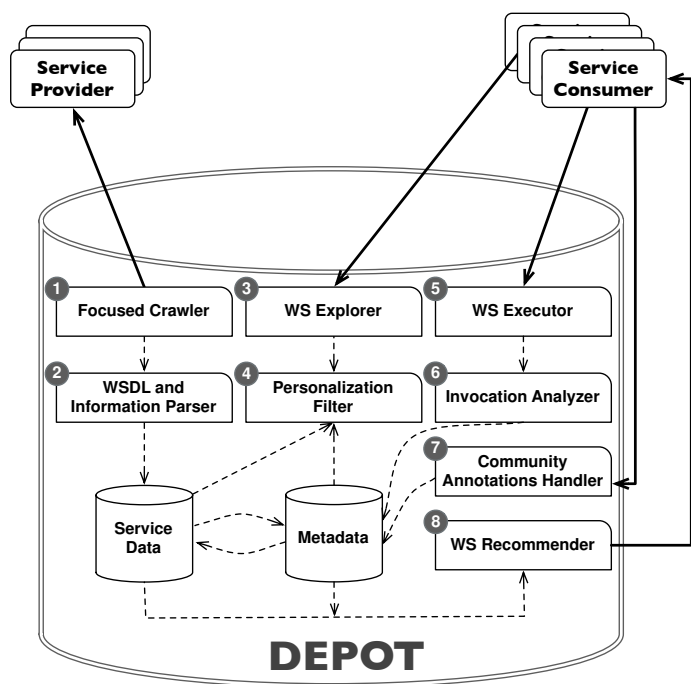 Service
Provider
Service
Consumer
1
Focused Crawler
3
WS Explorer
5
WS Executor
2
WSDL and
Information Parser
4
Personalization
Filter
6
Invocation Analyzer
7
Community
Annotations Handler
Service
Data
Metadata
8
WS Recommender
DEPOT